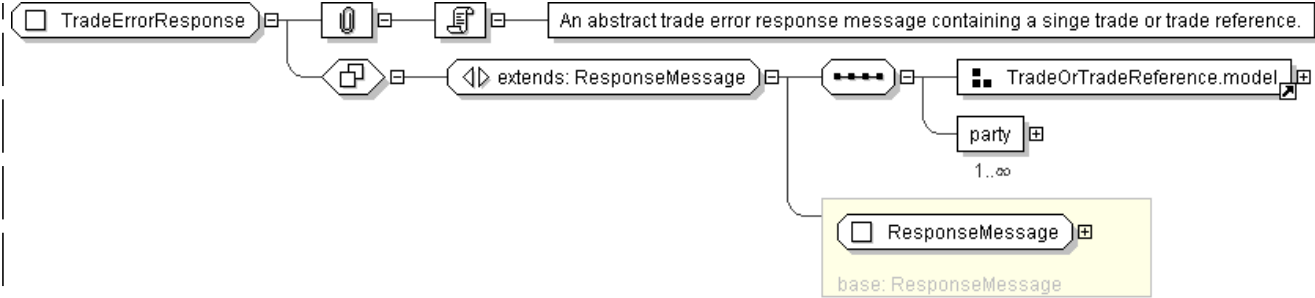 TradeErrorResponse
An abstract trade error response message containing a singe trade or trade reference.
extends: ResponseMessage
TradeOrTradeReference.model
party
1..∞
ResponseMessage
base: ResponseMessage